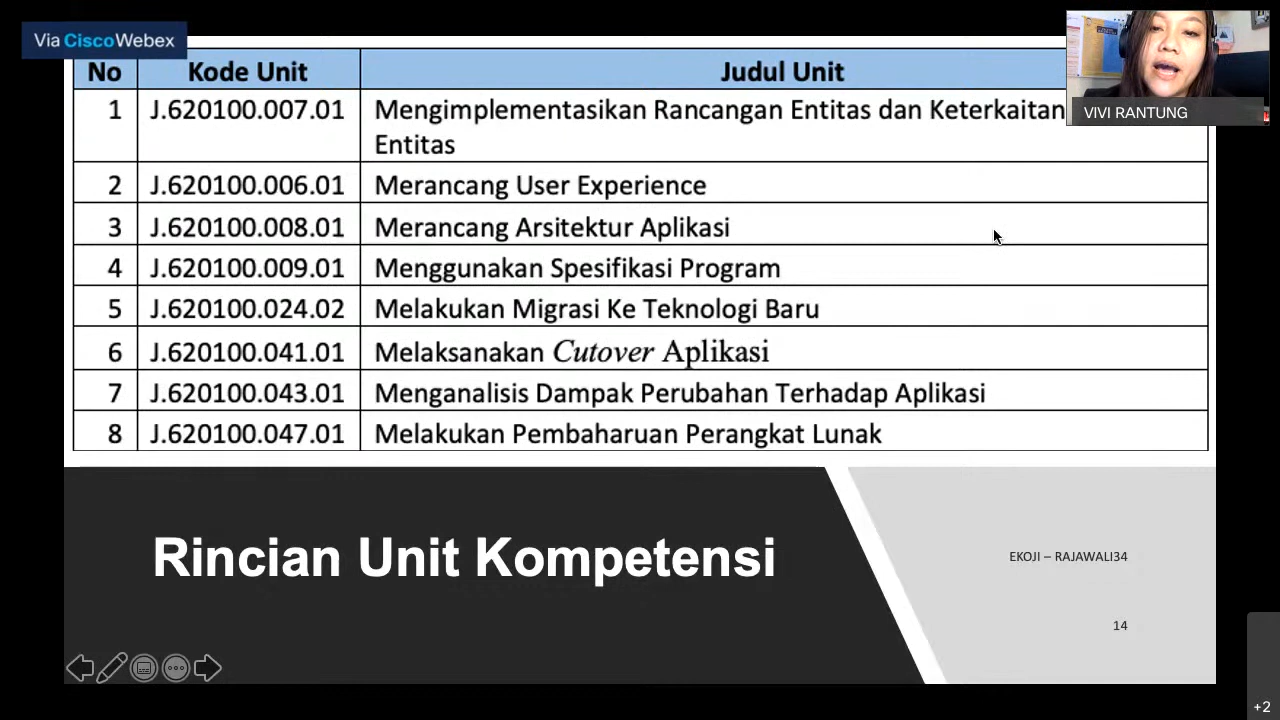 Via Cisco Webex
VIVI RANTUNG
No Kode Unit Judul Unit
1 J.620100.007.01 Mengimplementasikan Rancangan Entitas dan Keterkaitan
Entitas
2 J.620100.006.01 Merancang User Experience
3 J.620100.008.01 Merancang Arsitektur Aplikasi
4 J.620100.009.01 Menggunakan Spesifikasi Program
5 J.620100.024.02 Melakukan Migrasi Ke Teknologi Baru
6 J.620100.041.01 Melaksanakan Cutover Aplikasi
7 J.620100.043.01 Menganalisis Dampak Perubahan Terhadap Aplikasi
8 J.620100.047.01 Melakukan Pembaharuan Perangkat Lunak
Rincian Unit Kompetensi
EKOJI – RAJAWALI34
14
+2